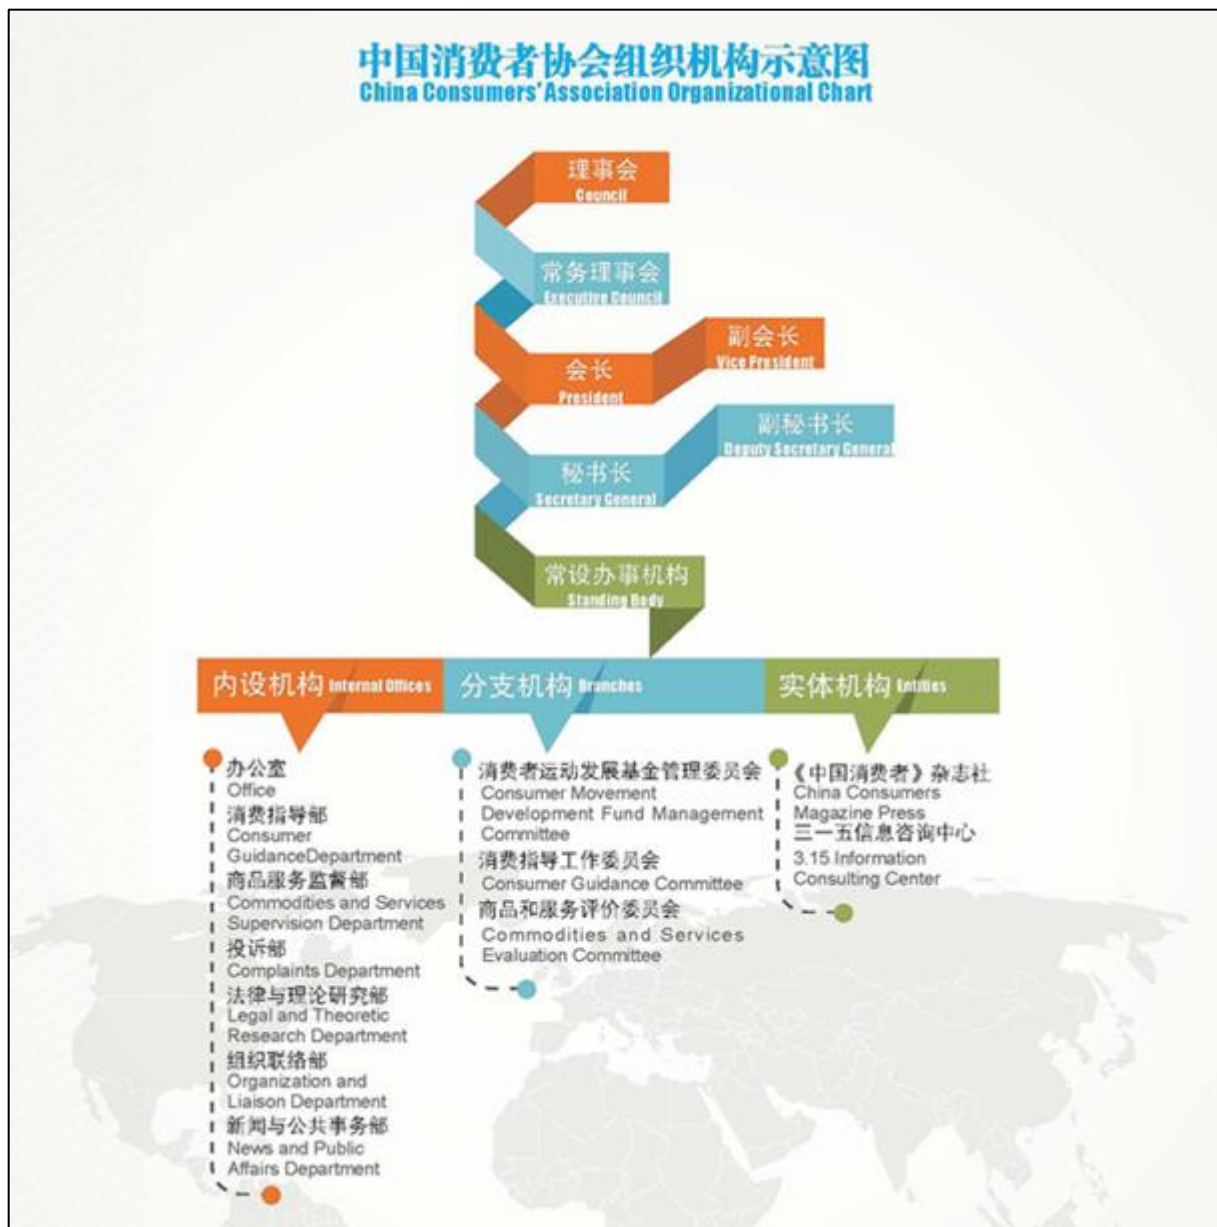 中国消费者协会组织机构示意图
China Consumers' Association Organizational Chart
理事会
Council
常务理事会
Executive Council
副会长
Vice President
会长
President
副秘书长
Deputy Secretary General
秘书长
Secretary General
常设办事机构
Standing Body
内设机构 Internal Offices
办公室
Office
消费指导部
Consumer
GuidanceDepartment
商品服务监督部
Commodities and Services
Supervision Department
投诉部
Complaints Department
法律与理论研究部
Legal and Theoretic
Research Department
组织联络部
Organization and
Liaison Department
新闻与公共事务部
News and Public
Affairs Department
分支机构 Branches
消费者运动发展基金管理委员会
Consumer Movement
Development Fund Management
Committee
消费指导工作委员会
Consumer Guidance Committee
商品和服务评价委员会
Commodities and Services
Evaluation Committee
实体机构 Entities
《中国消费者》杂志社
China Consumers
Magazine Press
三一五信息咨询中心
3.15 Information
Consulting Center